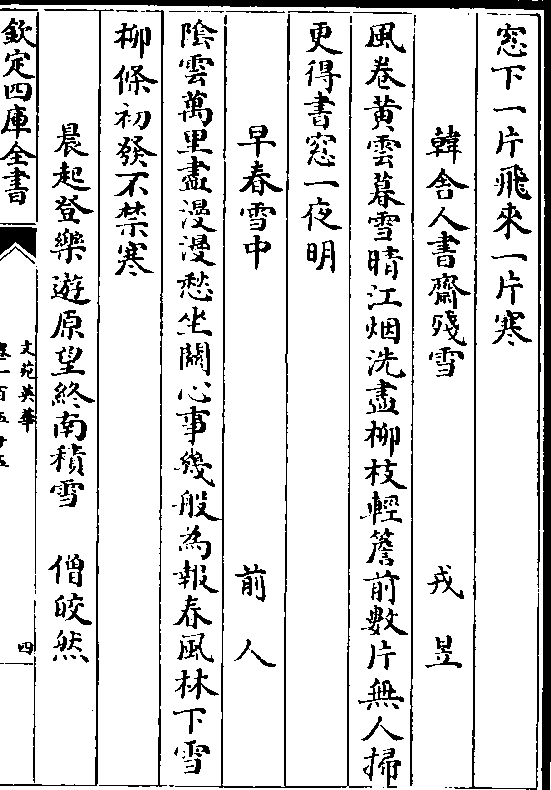 窓下一片飛來一片寒
韓舎人書齋殘雪 戎昱
風卷黄雲暮雪晴江烟洗盡柳枝輕簷前數片無人掃
更得書窓一夜明
早春雪中 前人
隂雲萬里晝漫漫愁坐關心事幾般為報春風林下雪
柳條初發不禁寒
晨起登樂遊原望終南積雪 僧皎然
欽定四庫全書
文苑英華
卷一百五十五
四